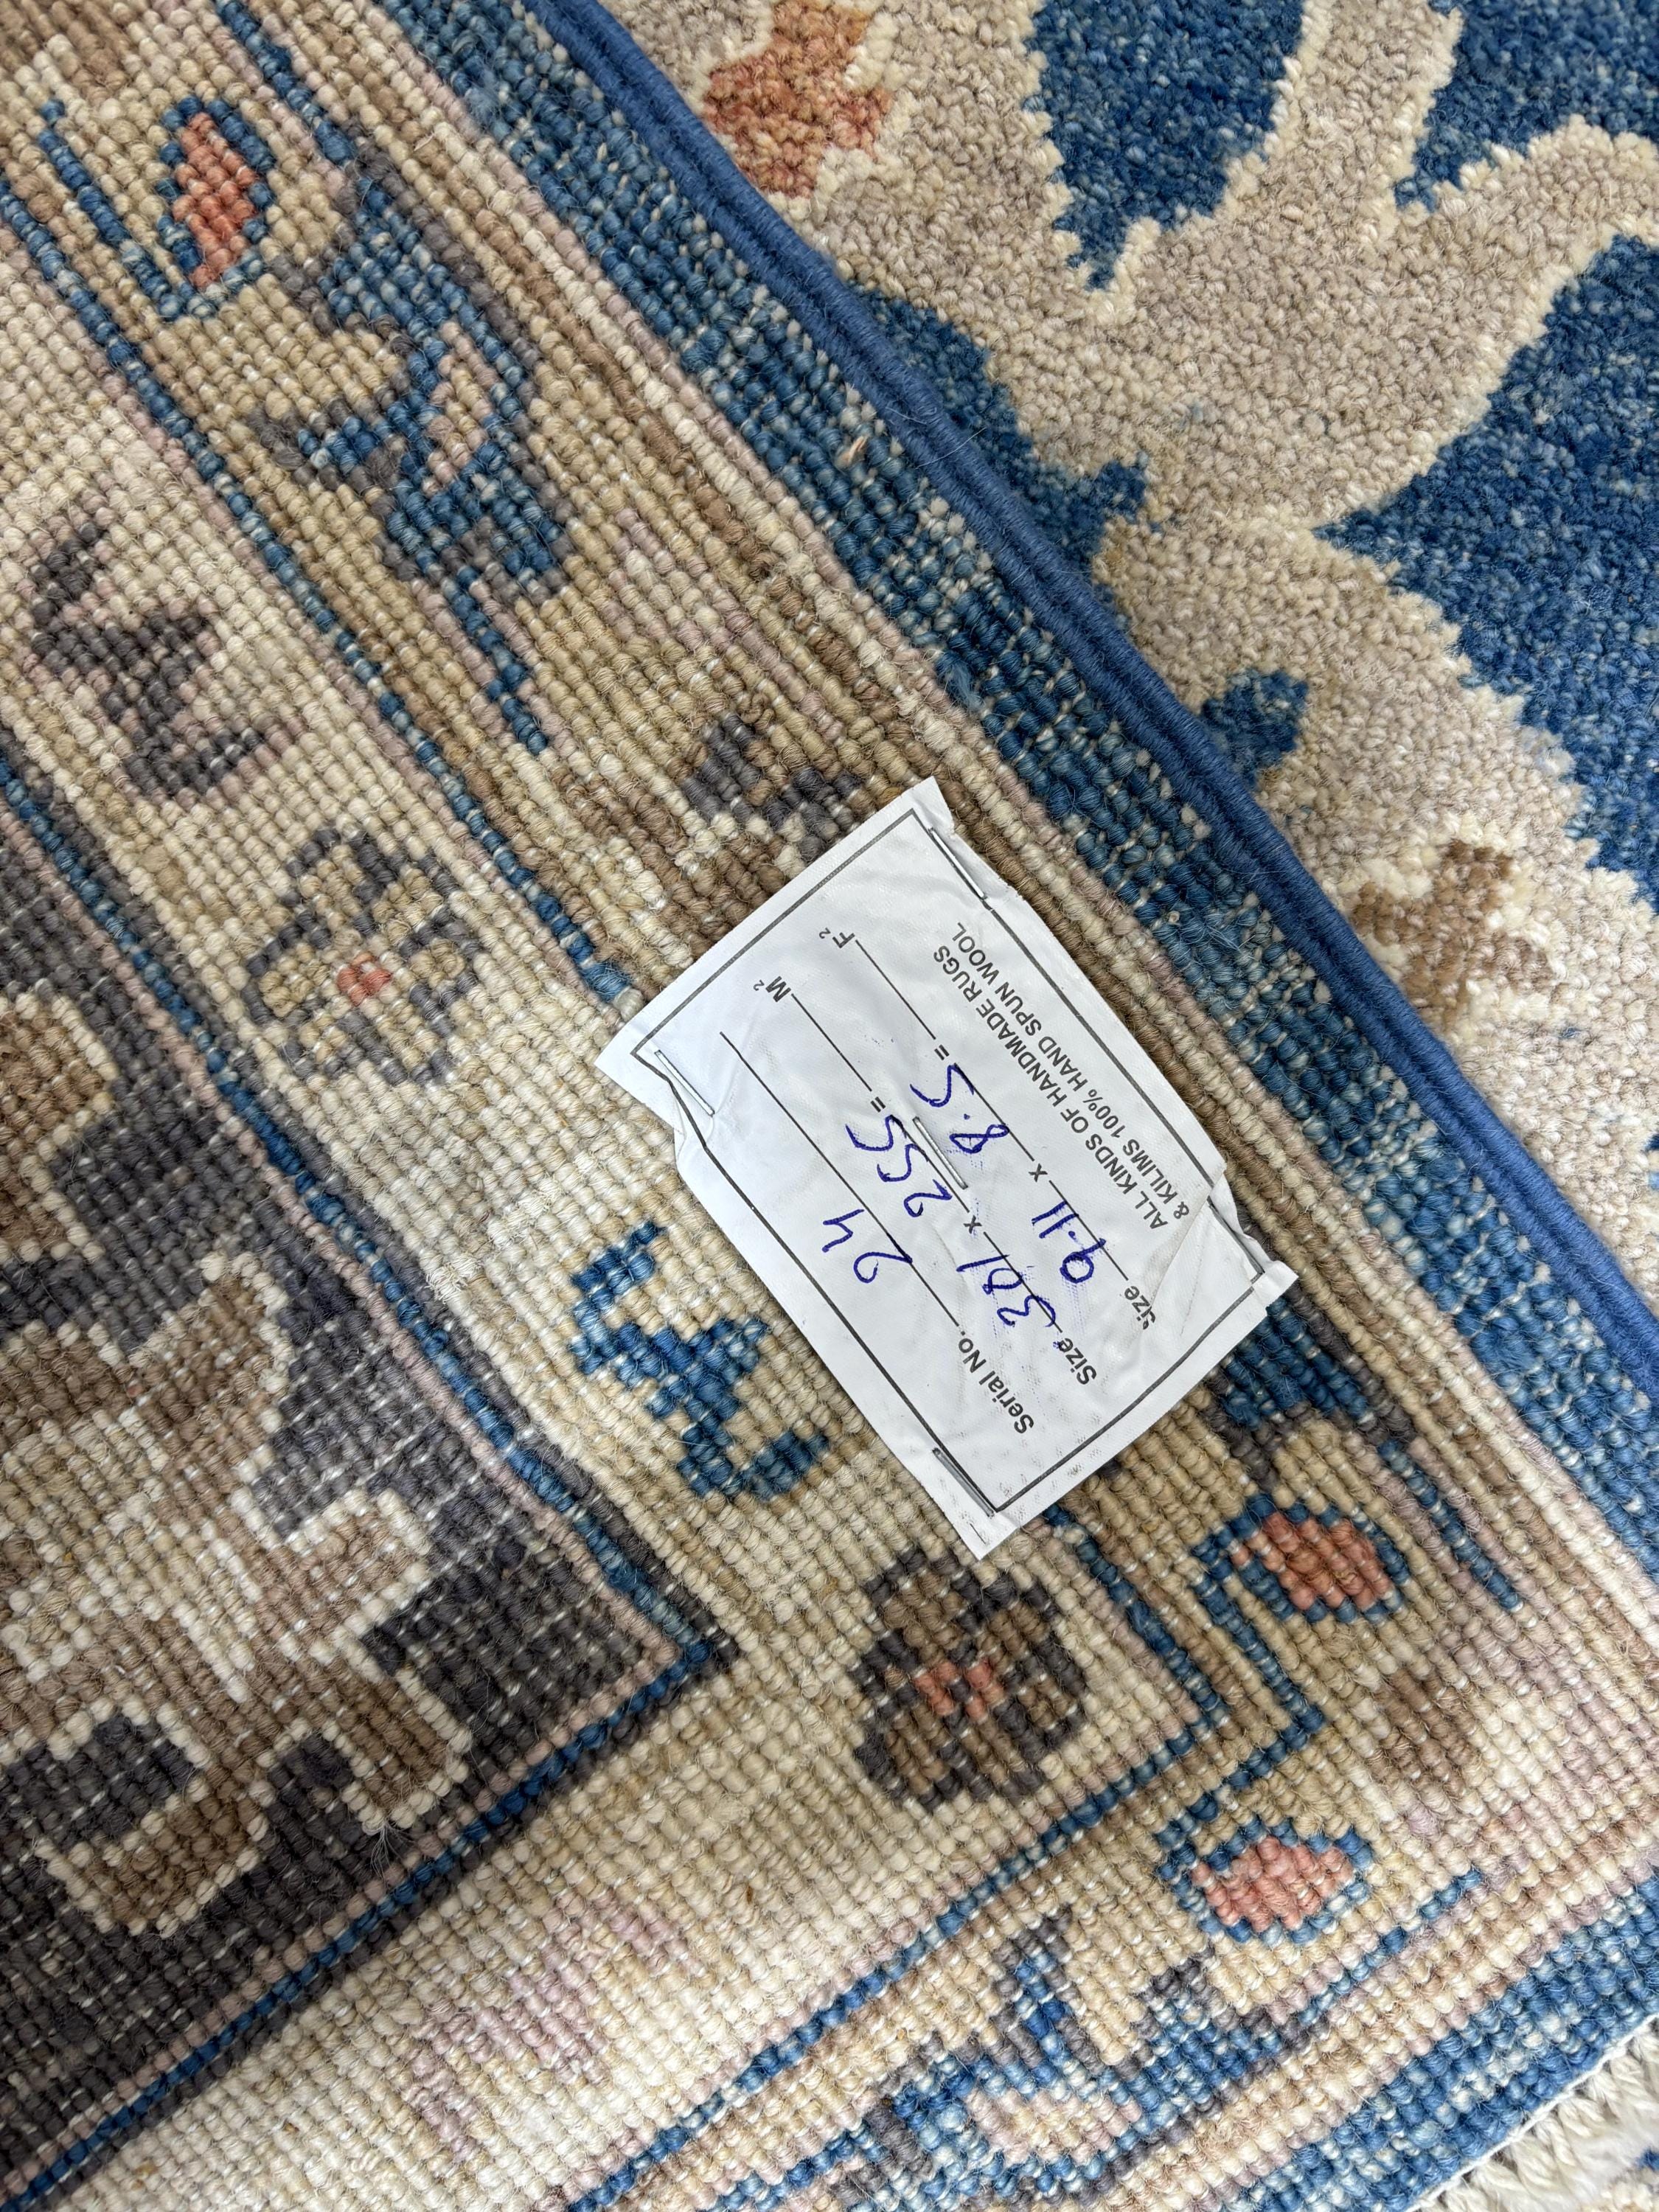 ALL KINDS OF HANDMADE RUGS
& KILIMS 100% HAND SPUN WOOL
Size 9.11 x 8.5 = F²
Size 301 x 255 = M²
Serial No. 24